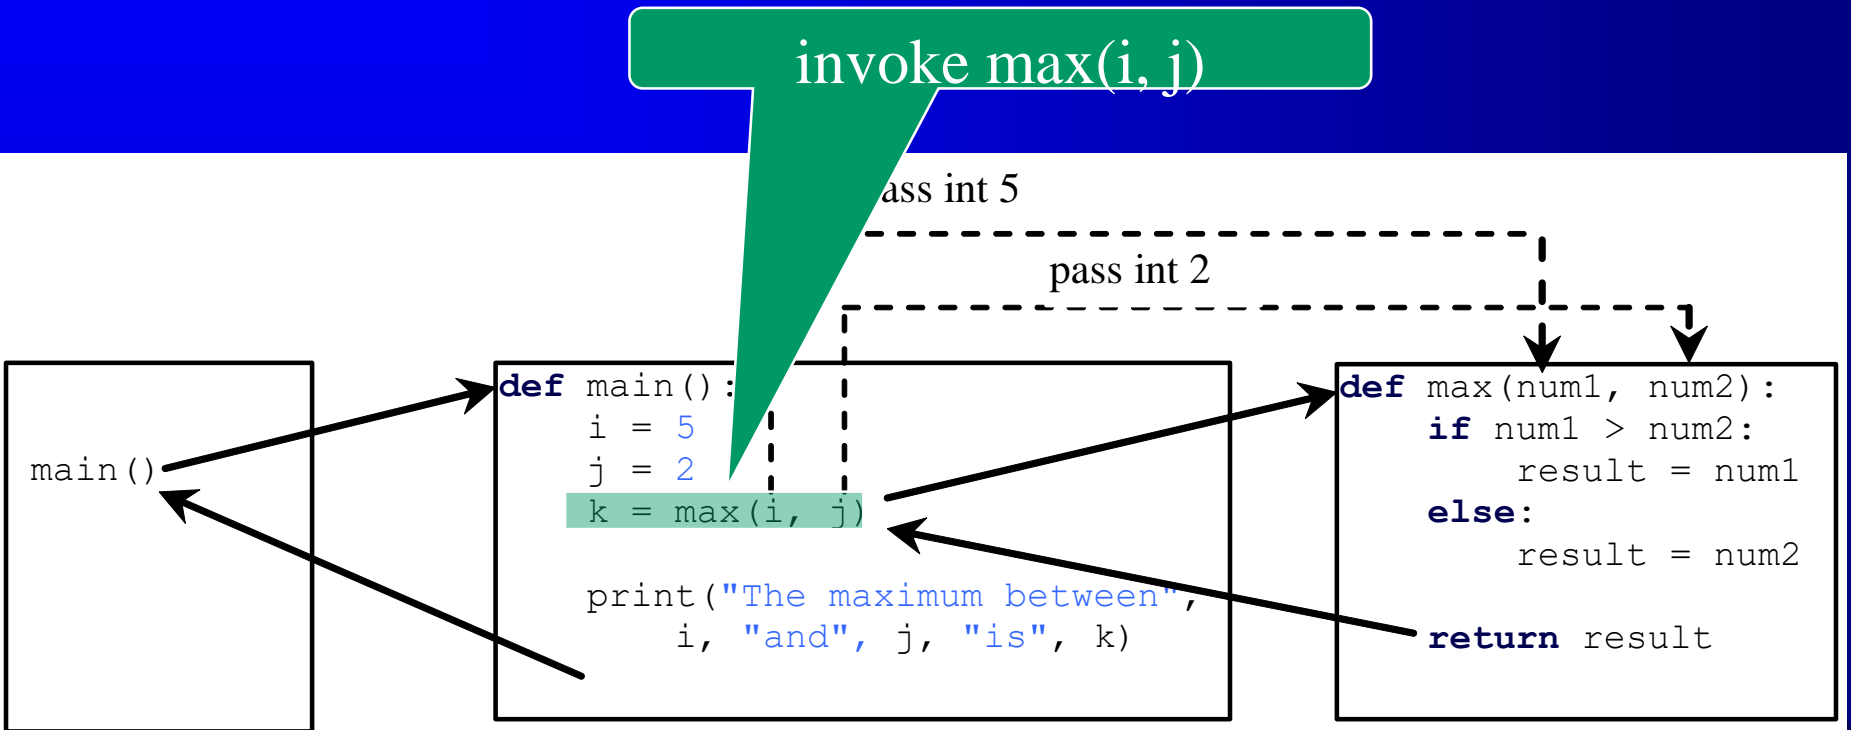 invoke max(i, j)
ass int 5
pass int 2
main()
def main():
    i = 5
    j = 2
    k = max(i, j)
    print("The maximum between",
        i, "and", j, "is", k)
def max(num1, num2):
    if num1 > num2:
        result = num1
    else:
        result = num2
    return result